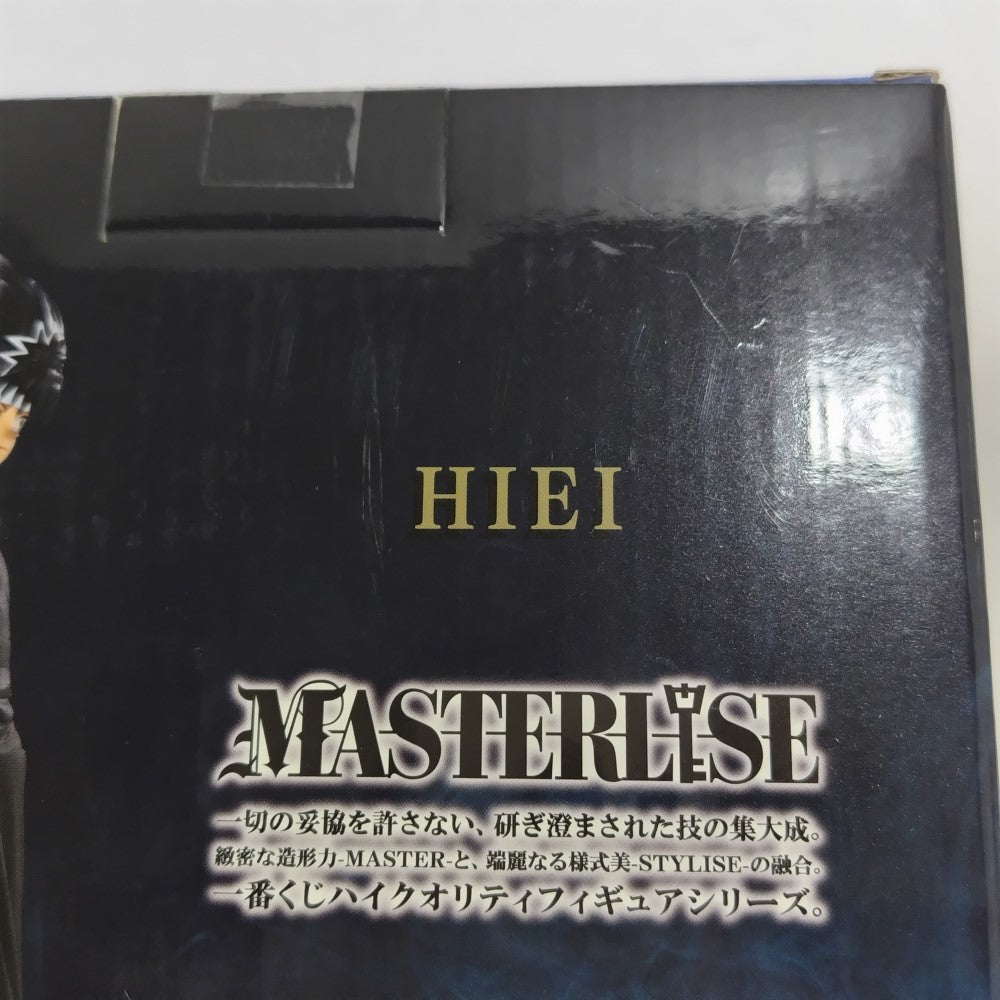 HIEI
MASTERLISE
一切の妥協を許さない、研ぎ澄まされた技の集大成。
緻密な造形力-MASTER-と、端麗なる様式美-STYLISE-の融合。
一番くじハイクオリティフィギュアシリーズ。